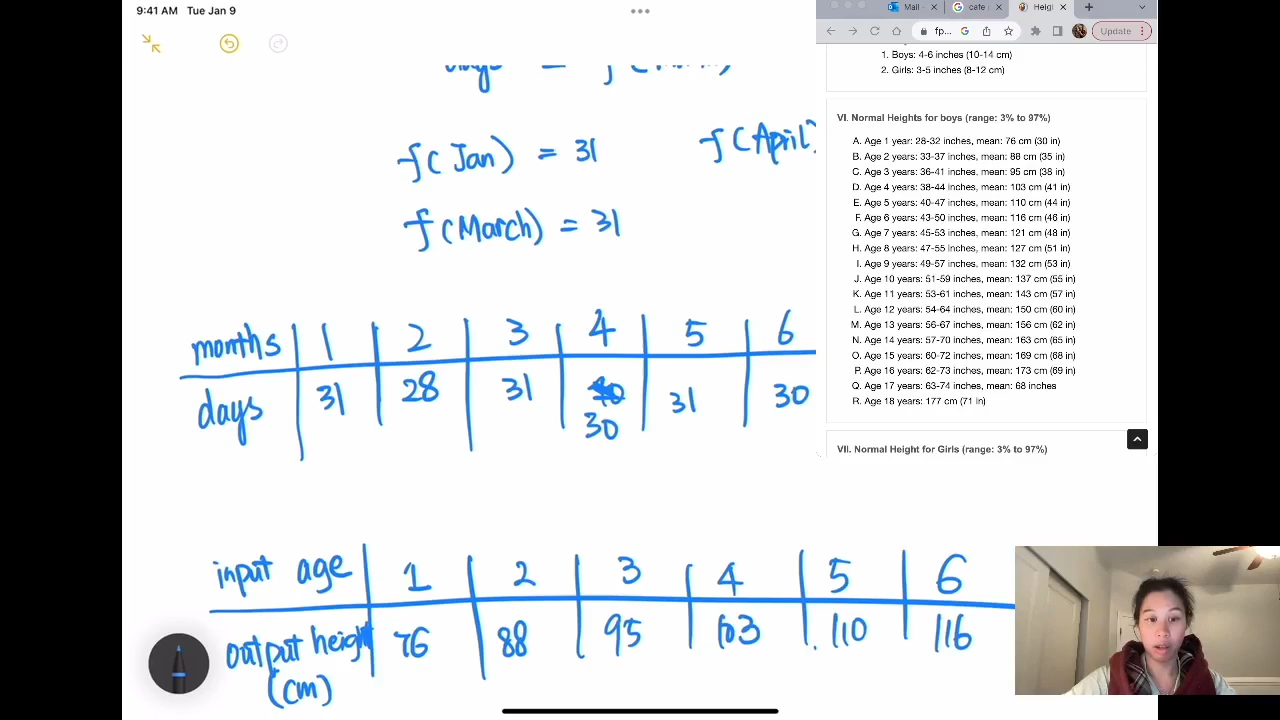 9:41 AM Tue Jan 9
Mail -
cafe
Heigl
fp...
Update
1. Boys: 4-6 inches (10-14 cm)
2. Girls: 3-5 inches (8-12 cm)
VI. Normal Heights for boys (range: 3% to 97%)
A. Age 1 year: 28-32 inches, mean: 76 cm (30 in)
B. Age 2 years: 33-37 inches, mean: 88 cm (35 in)
C. Age 3 years: 36-41 inches, mean: 95 cm (38 in)
D. Age 4 years: 38-44 inches, mean: 103 cm (41 in)
E. Age 5 years: 40-47 inches, mean: 110 cm (44 in)
F. Age 6 years: 43-50 inches, mean: 116 cm (46 in)
G. Age 7 years: 45-53 inches, mean: 121 cm (48 in)
H. Age 8 years: 47-55 inches, mean: 127 cm (51 in)
I. Age 9 years: 49-57 inches, mean: 132 cm (53 in)
J. Age 10 years: 51-59 inches, mean: 137 cm (55 in)
K. Age 11 years: 53-61 inches, mean: 143 cm (57 in)
L. Age 12 years: 54-64 inches, mean: 150 cm (60 in)
M. Age 13 years: 56-67 inches, mean: 156 cm (62 in)
N. Age 14 years: 57-70 inches, mean: 163 cm (65 in)
O. Age 15 years: 60-72 inches, mean: 169 cm (68 in)
P. Age 16 years: 62-73 inches, mean: 173 cm (69 in)
Q. Age 17 years: 63-74 inches, mean: 68 inches
R. Age 18 years: 177 cm (71 in)
VII. Normal Height for Girls (range: 3% to 97%)
days =
f(Jan) = 31 f(April)
f(March) = 31
months 1 2 3 4 5 6
days 31 28 31 30 31 30
input age 1 2 3 4 5 6
output height 76 88 95 103 110 116
(cm)